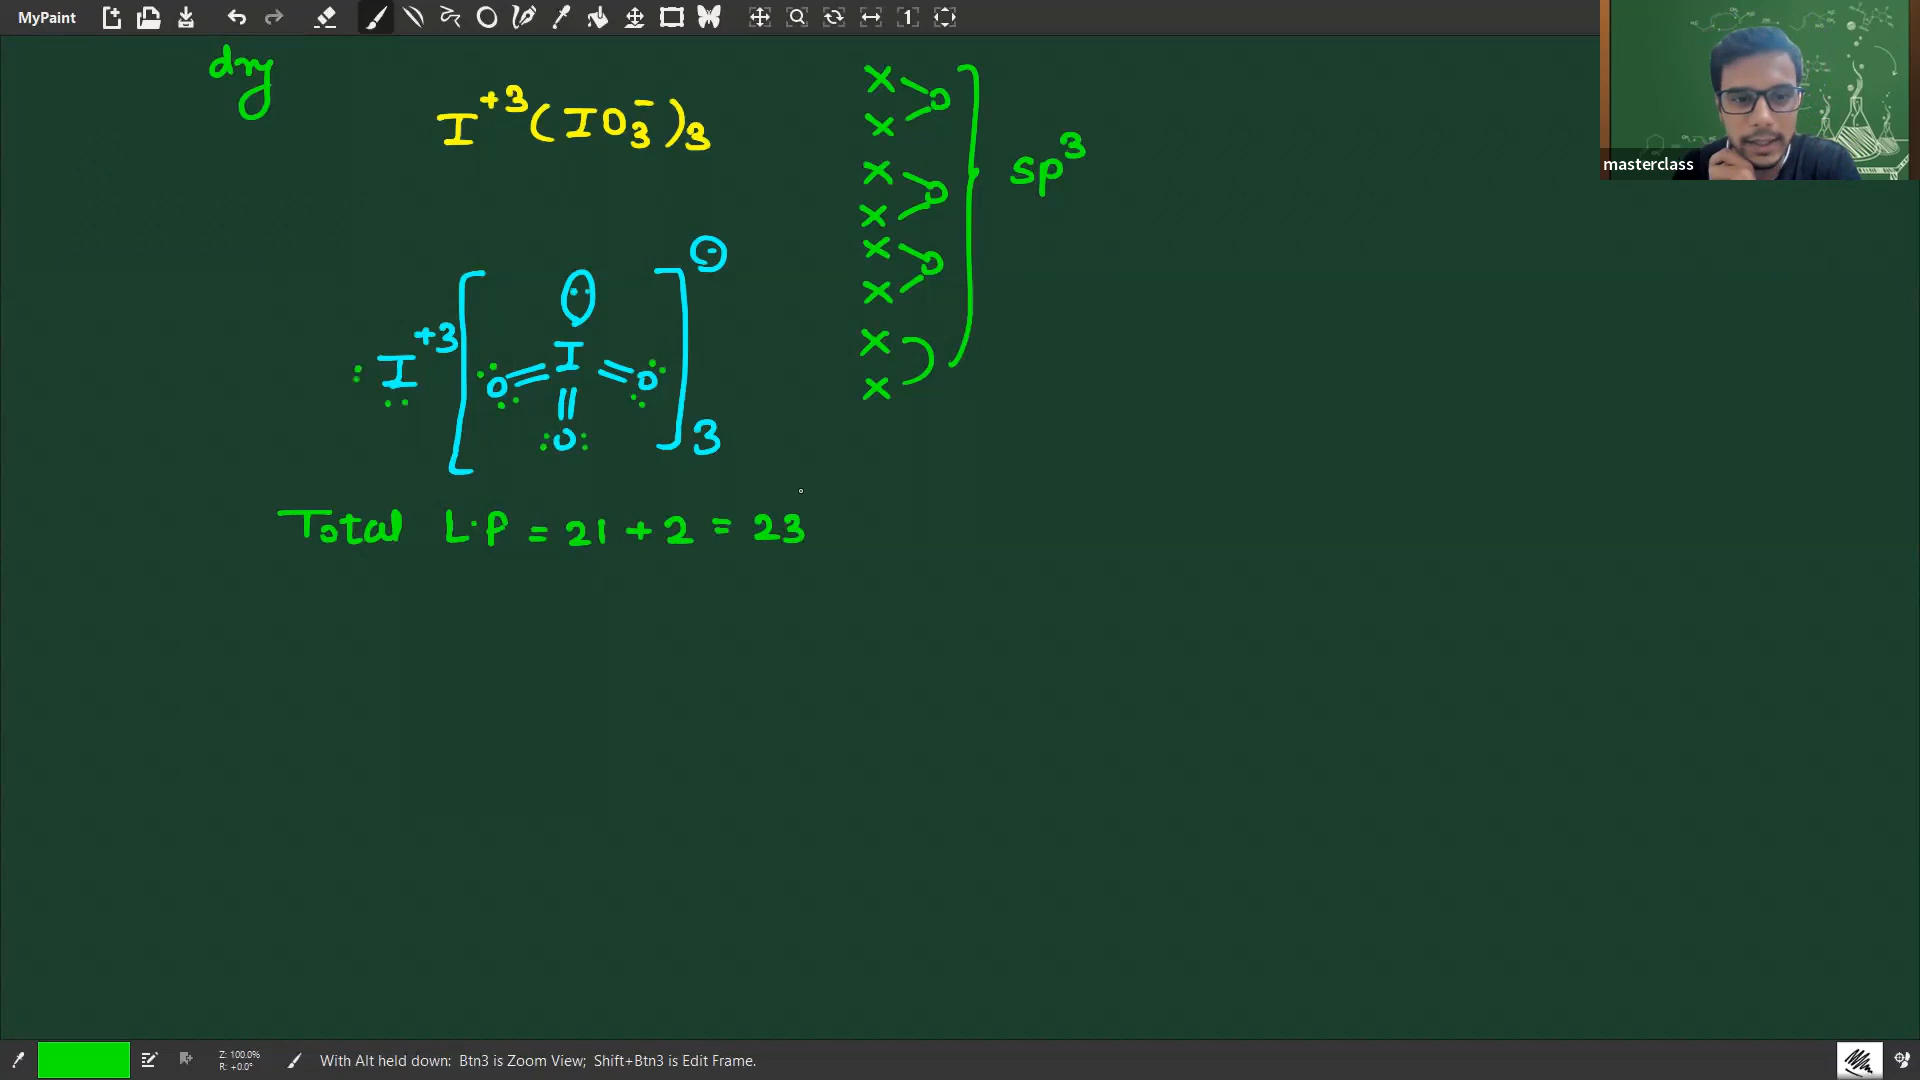 MyPaint
1
dry
I⁺³(IO₃⁻)₃
X
X > O
X
X > O
X
X > O
X
X
sp³
masterclass
: I +3 [ I O O O ] ⊖ 3
Total L.P = 21 + 2 = 23
Z: 100.0%
R: +0.0°
With Alt held down: Btn3 is Zoom View; Shift+Btn3 is Edit Frame.